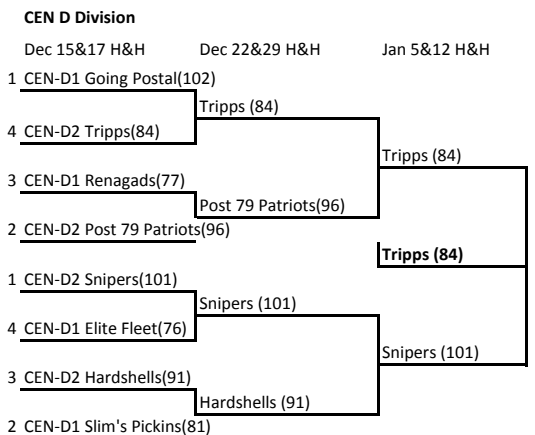 CEN D Division
Dec 15&17 H&H Dec 22&29 H&H Jan 5&12 H&H
1 CEN-D1 Going Postal(102)
Tripps (84)
4 CEN-D2 Tripps(84)
Tripps (84)
3 CEN-D1 Renagads(77)
Post 79 Patriots(96)
2 CEN-D2 Post 79 Patriots(96)
Tripps (84)
1 CEN-D2 Snipers(101)
Snipers (101)
4 CEN-D1 Elite Fleet(76)
Snipers (101)
3 CEN-D2 Hardshells(91)
Hardshells (91)
2 CEN-D1 Slim's Pickins(81)